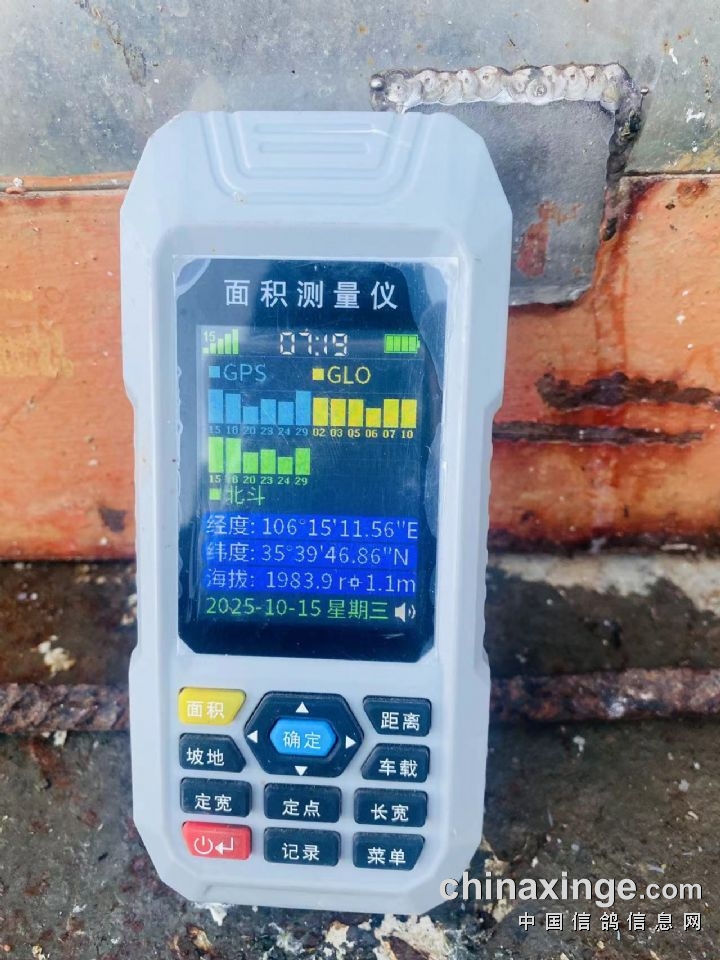 面积测量仪
15 07:19
GPS GLO
15 18 20 23 24 29 02 03 05 06 07 10
15 18 20 23 24 29
北斗
经度: 106°15'11.56"E
纬度: 35°39'46.86"N
海拔: 1983.9 1.1m
2025-10-15 星期三
面积 确定 距离
坡地 车载
定宽 定点 长宽
记录 菜单
chinaxinge.com
中国信鸽信息网